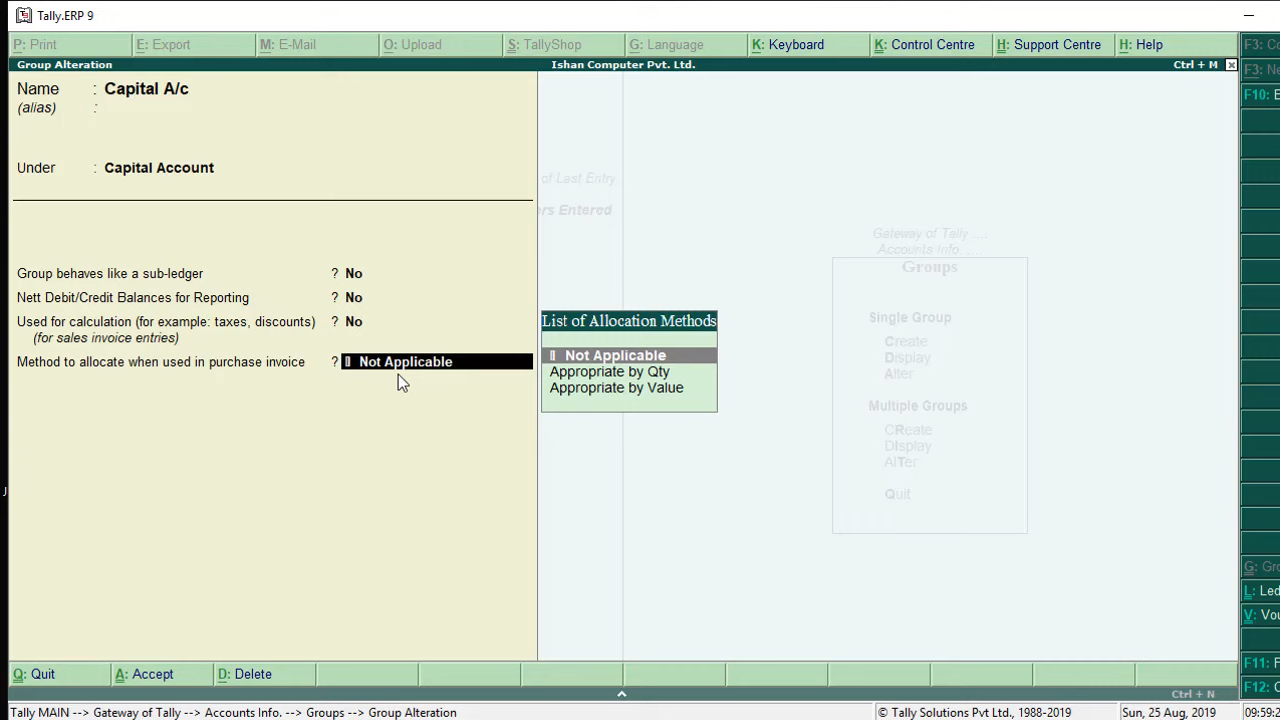 Tally.ERP 9
P: Print E: Export M: E-Mail O: Upload S: TallyShop G: Language K: Keyboard K: Control Centre H: Support Centre H: Help
Group Alteration Ishan Computer Pvt. Ltd. Ctrl + M
Name : Capital A/c
(alias) :
Under : Capital Account
Group behaves like a sub-ledger ? No
Nett Debit/Credit Balances for Reporting ? No
Used for calculation (for example: taxes, discounts) ? No
(for sales invoice entries)
Method to allocate when used in purchase invoice ? Not Applicable
List of Allocation Methods
Not Applicable
Appropriate by Qty
Appropriate by Value
of Last Entry
ers Entered
Gateway of Tally ....
Accounts Info. ....
Groups
Single Group
Create
Display
Alter
Multiple Groups
CReate
DIsplay
AlTer
Quit
F3: Co
F3: Ne
F10: E
G: Gro
L: Led
V: Vou
F11: F
F12: C
Q: Quit A: Accept D: Delete
Ctrl + N
Tally MAIN --> Gateway of Tally --> Accounts Info. --> Groups --> Group Alteration © Tally Solutions Pvt Ltd., 1988-2019 Sun, 25 Aug, 2019 09:59:2